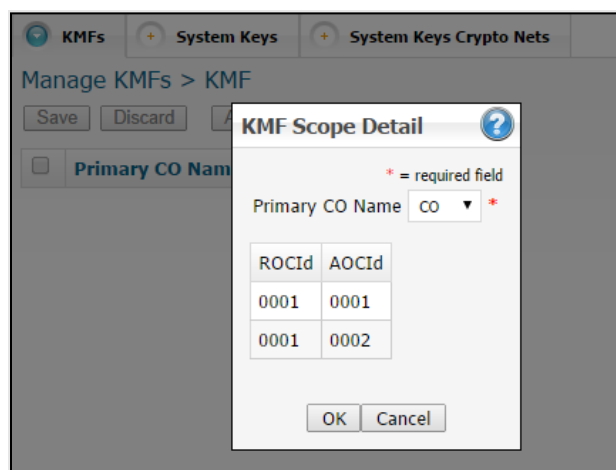 KMFs
System Keys
System Keys Crypto Nets
Manage KMFs > KMF
Save Discard A
KMF Scope Detail ?
Primary CO Nam
* = required field
Primary CO Name CO *
ROCId AOCId
0001 0001
0001 0002
OK Cancel